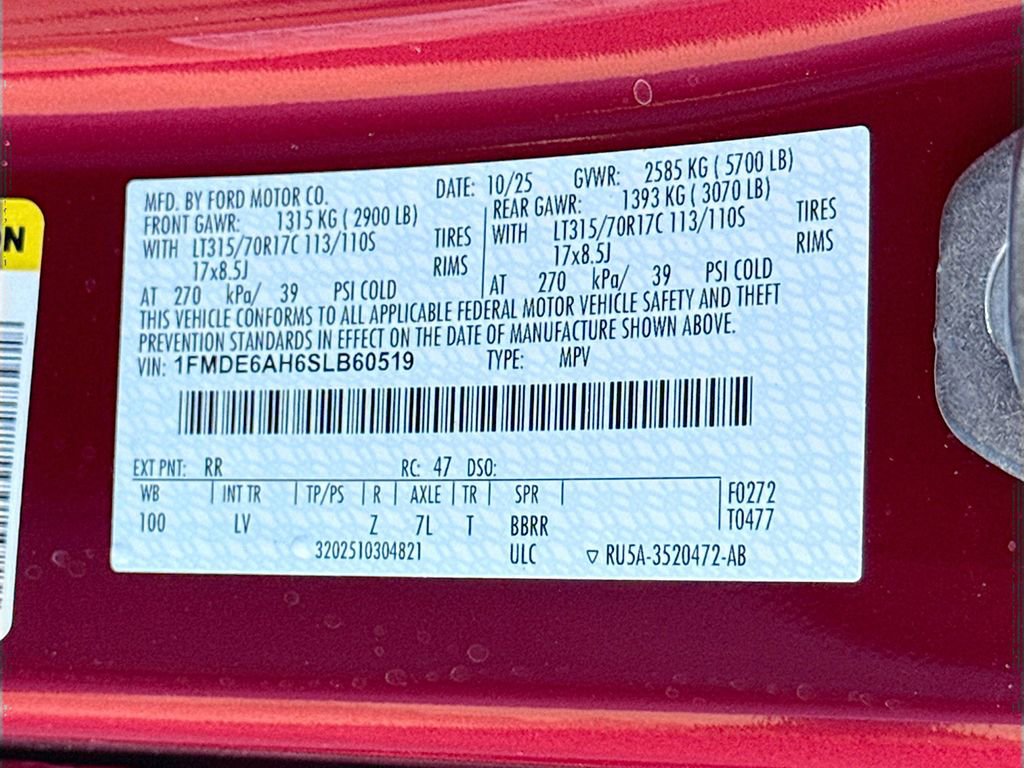 ON
MFD. BY FORD MOTOR CO. DATE: 10/25 GVWR: 2585 KG ( 5700 LB)
FRONT GAWR: 1315 KG ( 2900 LB) REAR GAWR: 1393 KG ( 3070 LB)
WITH LT315/70R17C 113/110S TIRES WITH LT315/70R17C 113/110S TIRES
17x8.5J RIMS 17x8.5J RIMS
AT 270 kPa/ 39 PSI COLD AT 270 kPa/ 39 PSI COLD
THIS VEHICLE CONFORMS TO ALL APPLICABLE FEDERAL MOTOR VEHICLE SAFETY AND THEFT
PREVENTION STANDARDS IN EFFECT ON THE DATE OF MANUFACTURE SHOWN ABOVE.
VIN: 1FMDE6AH6SLB60519 TYPE: MPV
EXT PNT: RR RC: 47 DSO:
WB INT TR TP/PS R AXLE TR SPR F0272
100 LV Z 7L T BBRR T0477
3202510304821 ULC ▽ RU5A-3520472-AB